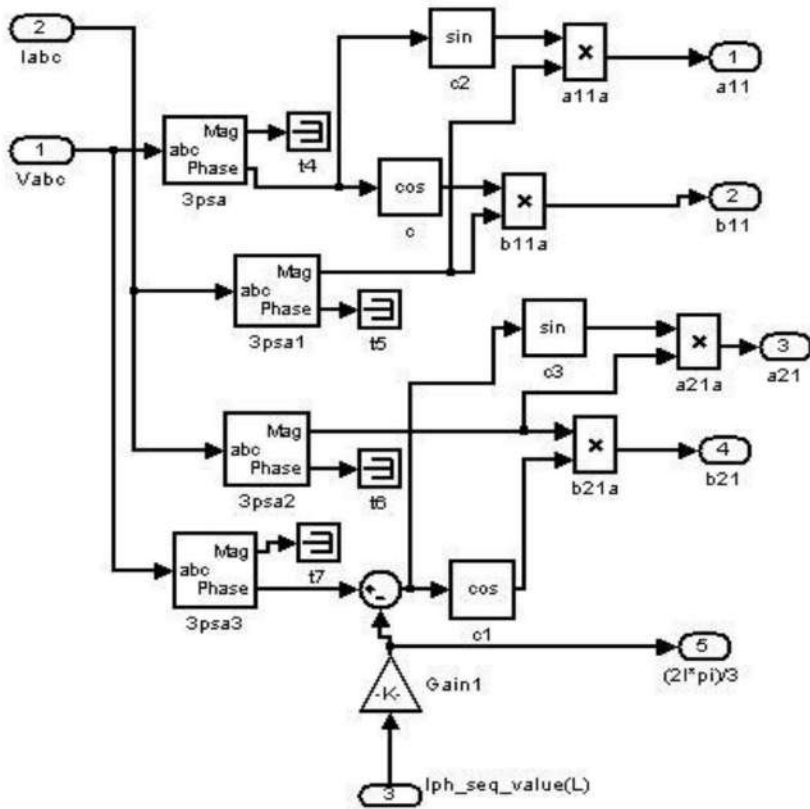 2
Iabc
1
Vabc
Mag
abc
Phase
3psa
t4
sin
c2
×
a11a
1
a11
cos
c
×
b11a
2
b11
Mag
abc
Phase
3psa1
t5
sin
c3
×
a21a
3
a21
Mag
abc
Phase
3psa2
t6
×
b21a
4
b21
Mag
abc
Phase
3psa3
t7
+
-
cos
c1
5
(2l*pi)/3
-K-
Gain1
3
Iph_seq_value(L)